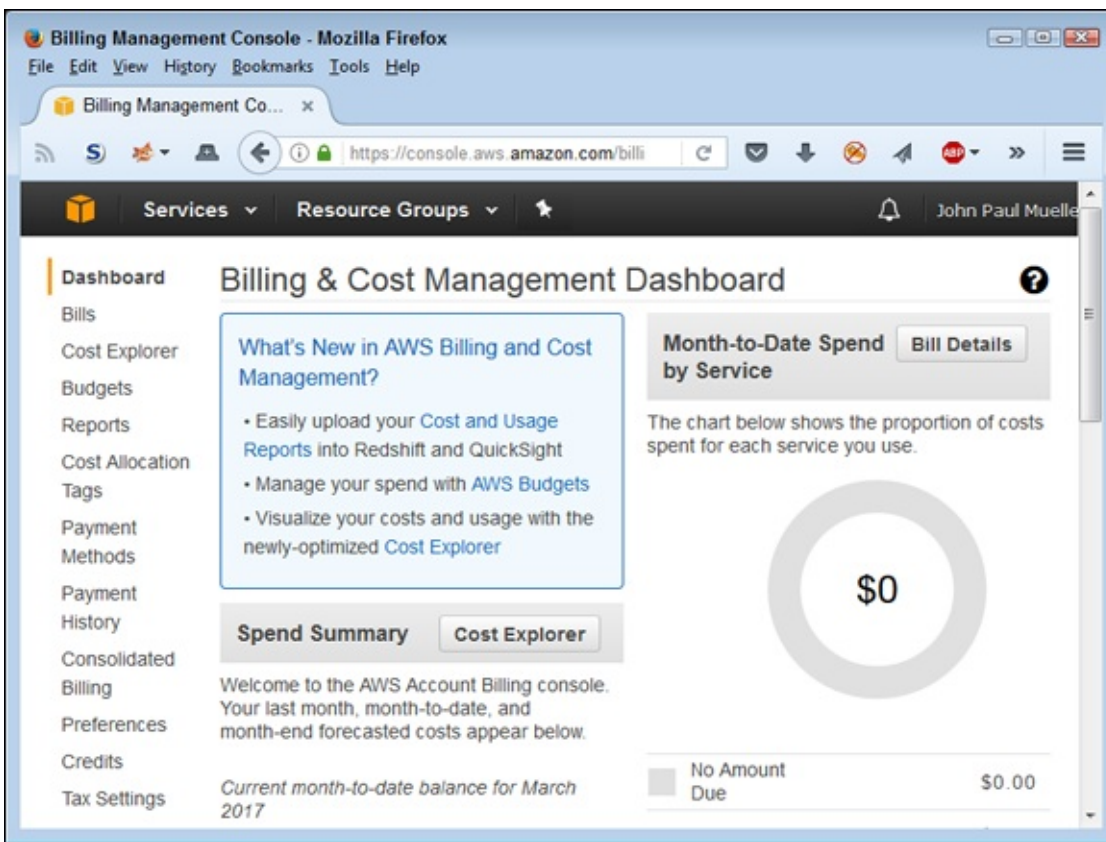 Billing Management Console - Mozilla Firefox
File Edit View History Bookmarks Tools Help
Billing Management Co...
https://console.aws.amazon.com/billi
ABP
Services
Resource Groups
John Paul Muelle
Dashboard
Bills
Cost Explorer
Budgets
Reports
Cost Allocation
Tags
Payment
Methods
Payment
History
Consolidated
Billing
Preferences
Credits
Tax Settings
Billing & Cost Management Dashboard
What's New in AWS Billing and Cost
Management?
• Easily upload your Cost and Usage
Reports into Redshift and QuickSight
• Manage your spend with AWS Budgets
• Visualize your costs and usage with the
newly-optimized Cost Explorer
Spend Summary
Cost Explorer
Welcome to the AWS Account Billing console.
Your last month, month-to-date, and
month-end forecasted costs appear below.
Current month-to-date balance for March
2017
Month-to-Date Spend
by Service
Bill Details
The chart below shows the proportion of costs
spent for each service you use.
$0
No Amount
Due
$0.00